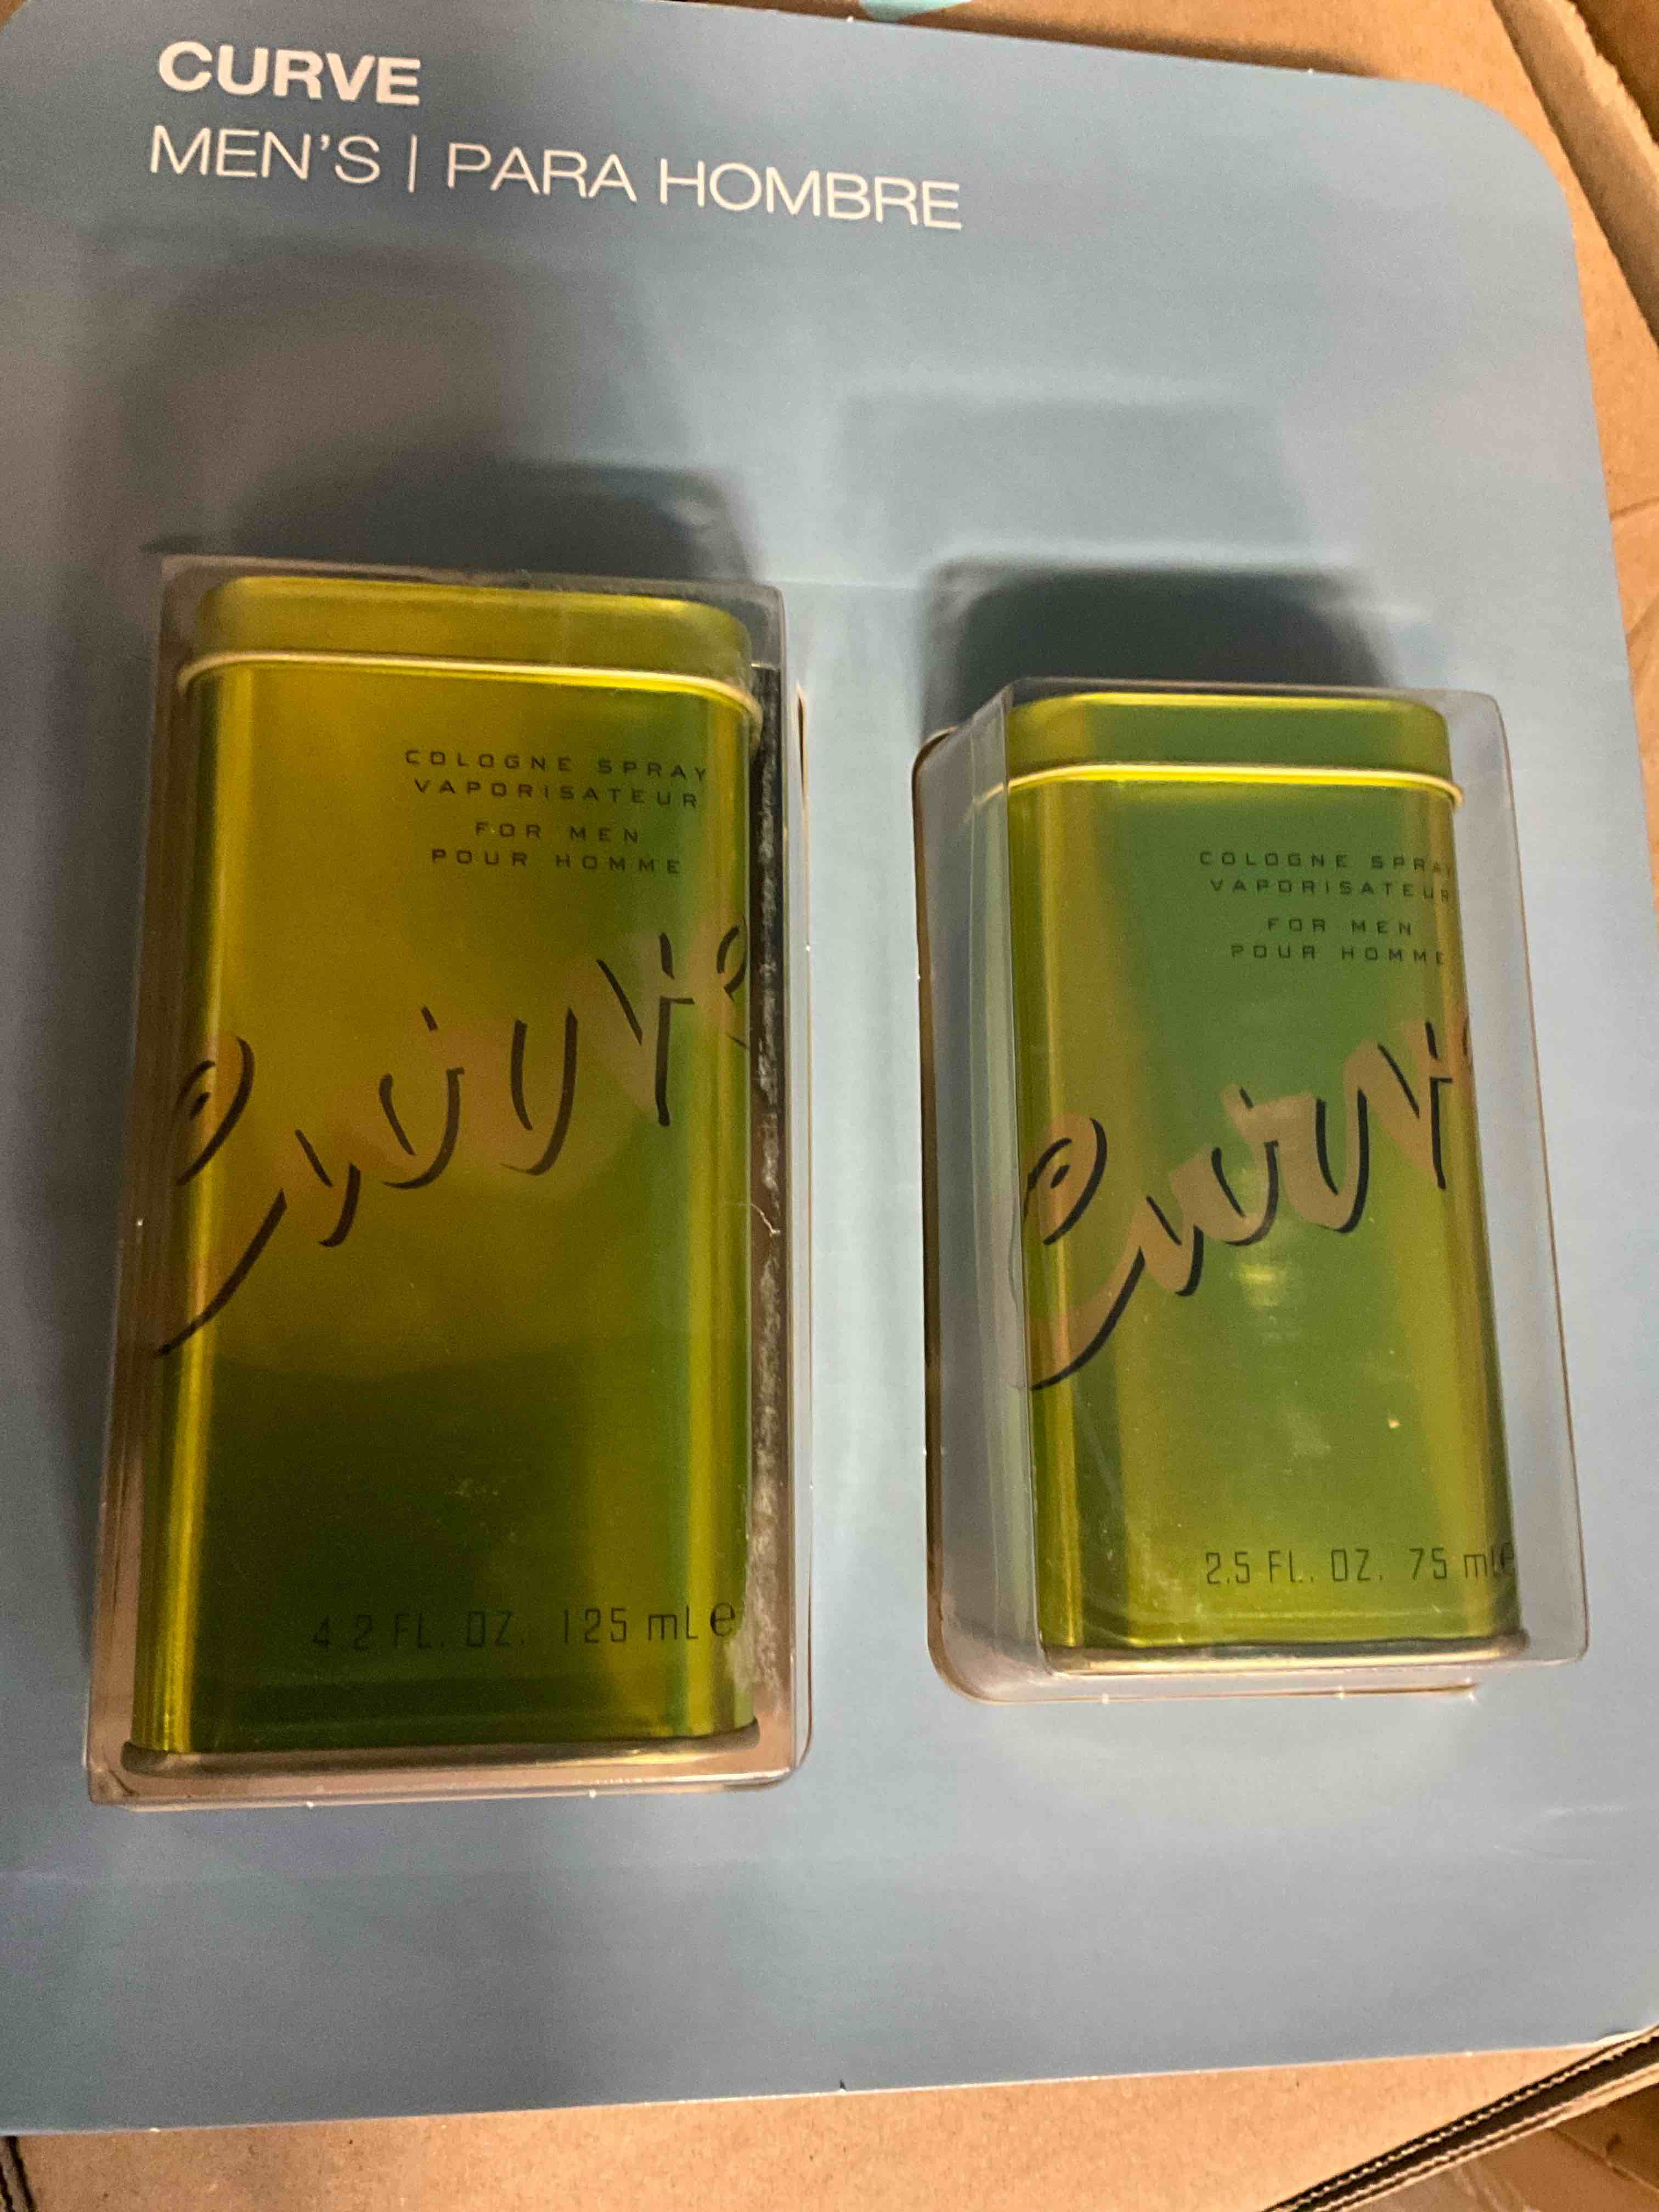 CURVE
MEN'S | PARA HOMBRE
COLOGNE SPRAY
VAPORISATEUR
FOR MEN
POUR HOMME
Curve
4.2 FL. OZ. 125 mL e
COLOGNE SPRAY
VAPORISATEUR
FOR MEN
POUR HOMME
Curve
2.5 FL. OZ. 75 mL e